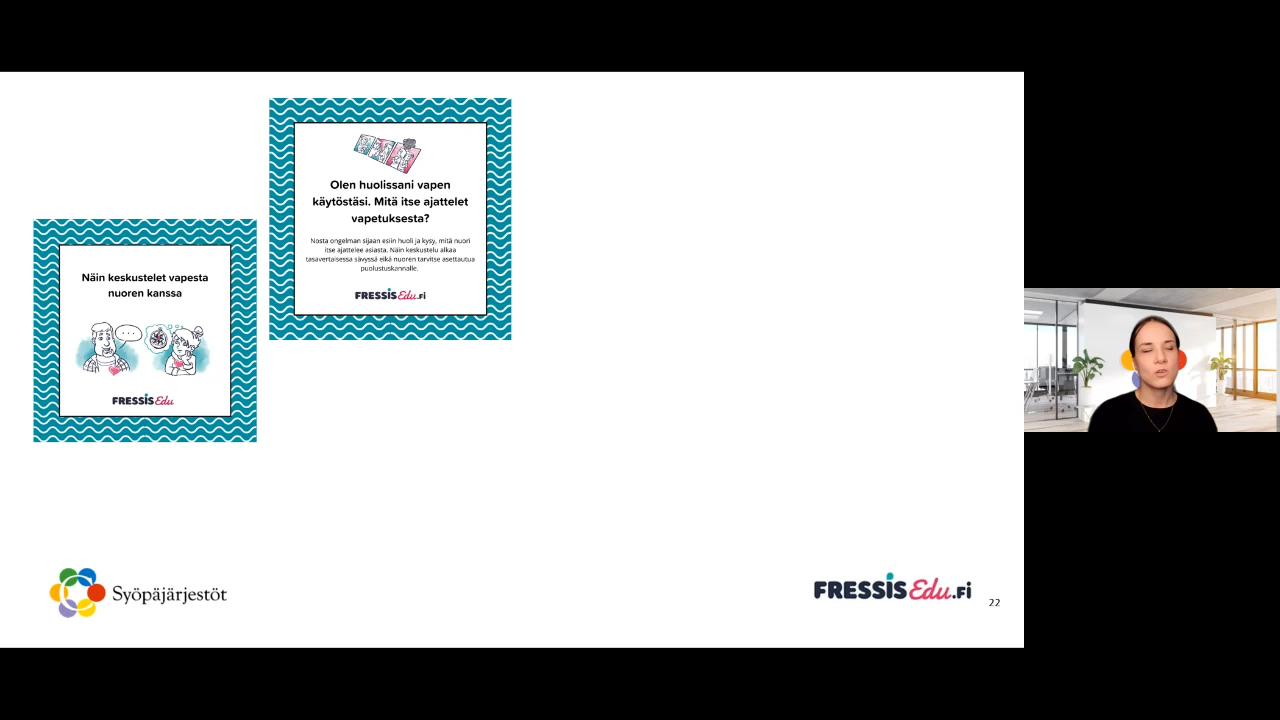 Näin keskustelet vapesta
nuoren kanssa
FRESSIS Edu
Olen huolissani vapen
käytöstäsi. Mitä itse ajattelet
vapetuksesta?
Nosta ongelman sijaan esiin huoli ja kysy, mitä nuori
itse ajattelee asiasta. Näin keskustelu alkaa
tasavertaisessa sävyssä eikä nuoren tarvitse asettautua
puolustuskannalle.
FRESSIS Edu.Fi
Syöpäjärjestöt
FRESSIS Edu.Fi
22